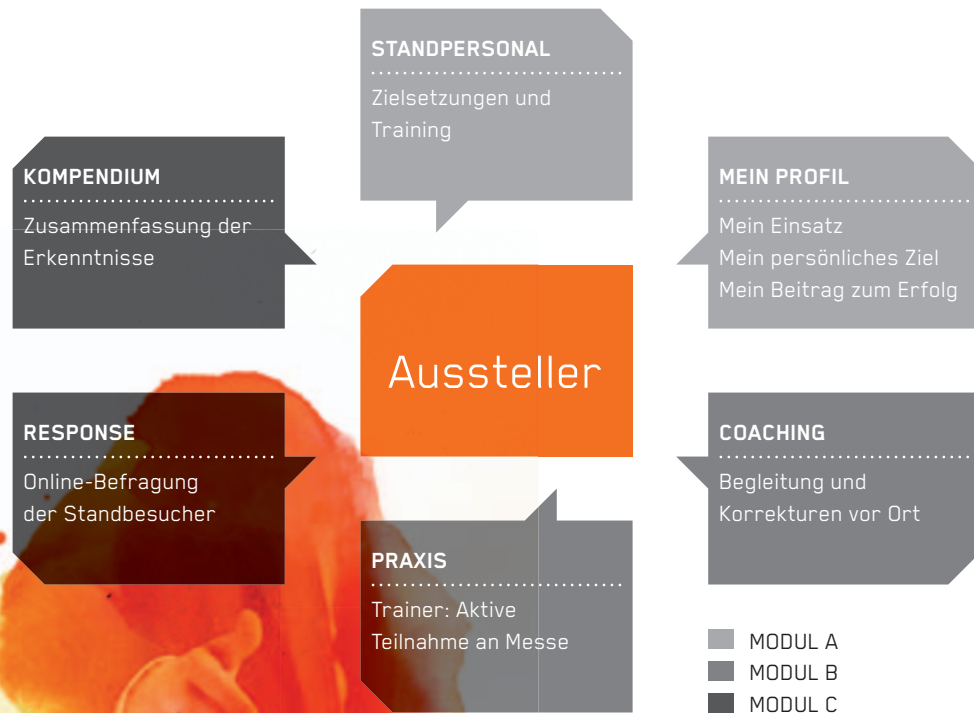 STANDPERSONAL
Zielsetzungen und
Training
KOMPENDIUM
Zusammenfassung der
Erkenntnisse
MEIN PROFIL
Mein Einsatz
Mein persönliches Ziel
Mein Beitrag zum Erfolg
Aussteller
RESPONSE
Online-Befragung
der Standbesucher
COACHING
Begleitung und
Korrekturen vor Ort
PRAXIS
Trainer: Aktive
Teilnahme an Messe
MODUL A
MODUL B
MODUL C